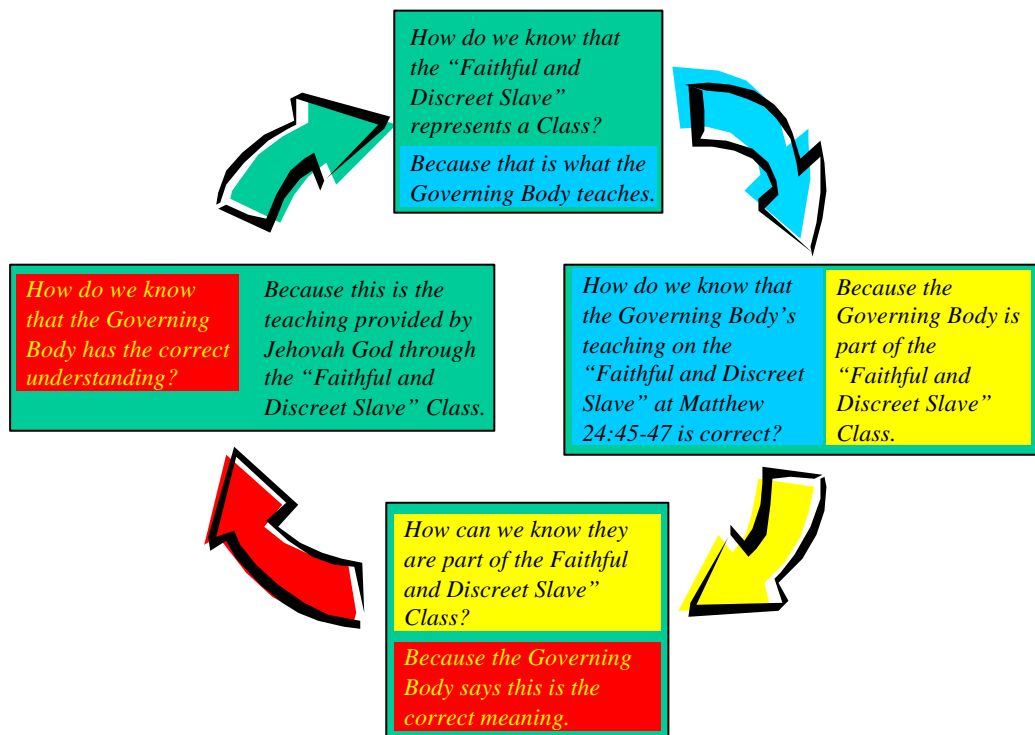 How do we know that
the “Faithful and
Discreet Slave”
represents a Class?
Because that is what the
Governing Body teaches.
How do we know that
the Governing Body’s
teaching on the
“Faithful and Discreet
Slave” at Matthew
24:45-47 is correct?
Because the
Governing Body is
part of the
“Faithful and
Discreet Slave”
Class.
How can we know they
are part of the Faithful
and Discreet Slave”
Class?
Because the Governing
Body says this is the
correct meaning.
How do we know
that the Governing
Body has the correct
understanding?
Because this is the
teaching provided by
Jehovah God through
the “Faithful and
Discreet Slave” Class.